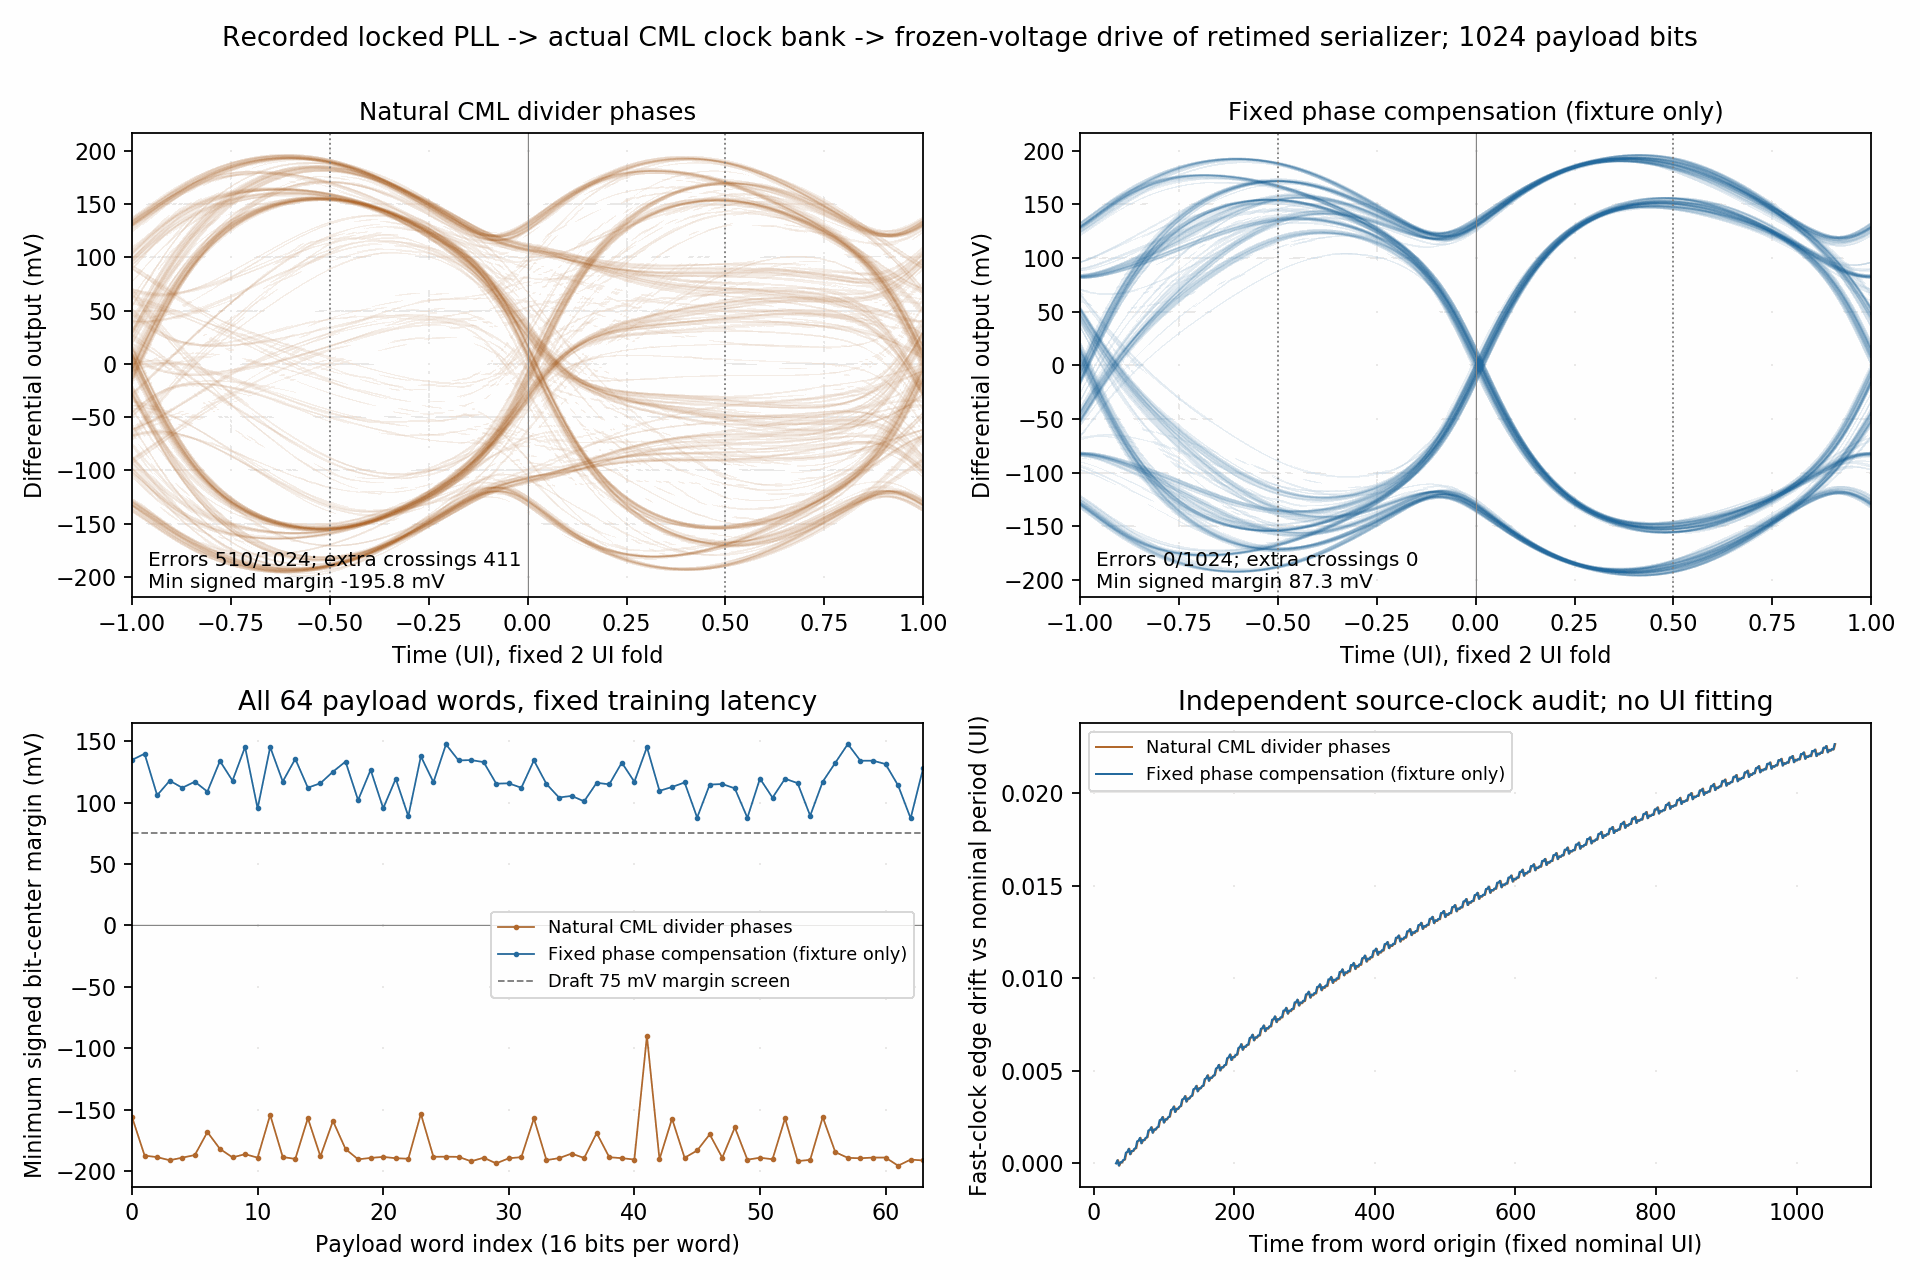 Recorded locked PLL -> actual CML clock bank -> frozen-voltage drive of retimed serializer; 1024 payload bits
Natural CML divider phases
Differential output (mV)
200
150
100
50
0
−50
−100
−150
−200
Errors 510/1024; extra crossings 411
Min signed margin -195.8 mV
−1.00
−0.75
−0.50
−0.25
0.00
0.25
0.50
0.75
1.00
Time (UI), fixed 2 UI fold
Fixed phase compensation (fixture only)
Differential output (mV)
200
150
100
50
0
−50
−100
−150
−200
Errors 0/1024; extra crossings 0
Min signed margin 87.3 mV
−1.00
−0.75
−0.50
−0.25
0.00
0.25
0.50
0.75
1.00
Time (UI), fixed 2 UI fold
All 64 payload words, fixed training latency
Minimum signed bit-center margin (mV)
150
100
50
0
−50
−100
−150
−200
Natural CML divider phases
Fixed phase compensation (fixture only)
Draft 75 mV margin screen
0
10
20
30
40
50
60
Payload word index (16 bits per word)
Independent source-clock audit; no UI fitting
Fast-clock edge drift vs nominal period (UI)
Natural CML divider phases
Fixed phase compensation (fixture only)
0.020
0.015
0.010
0.005
0.000
0
200
400
600
800
1000
Time from word origin (fixed nominal UI)